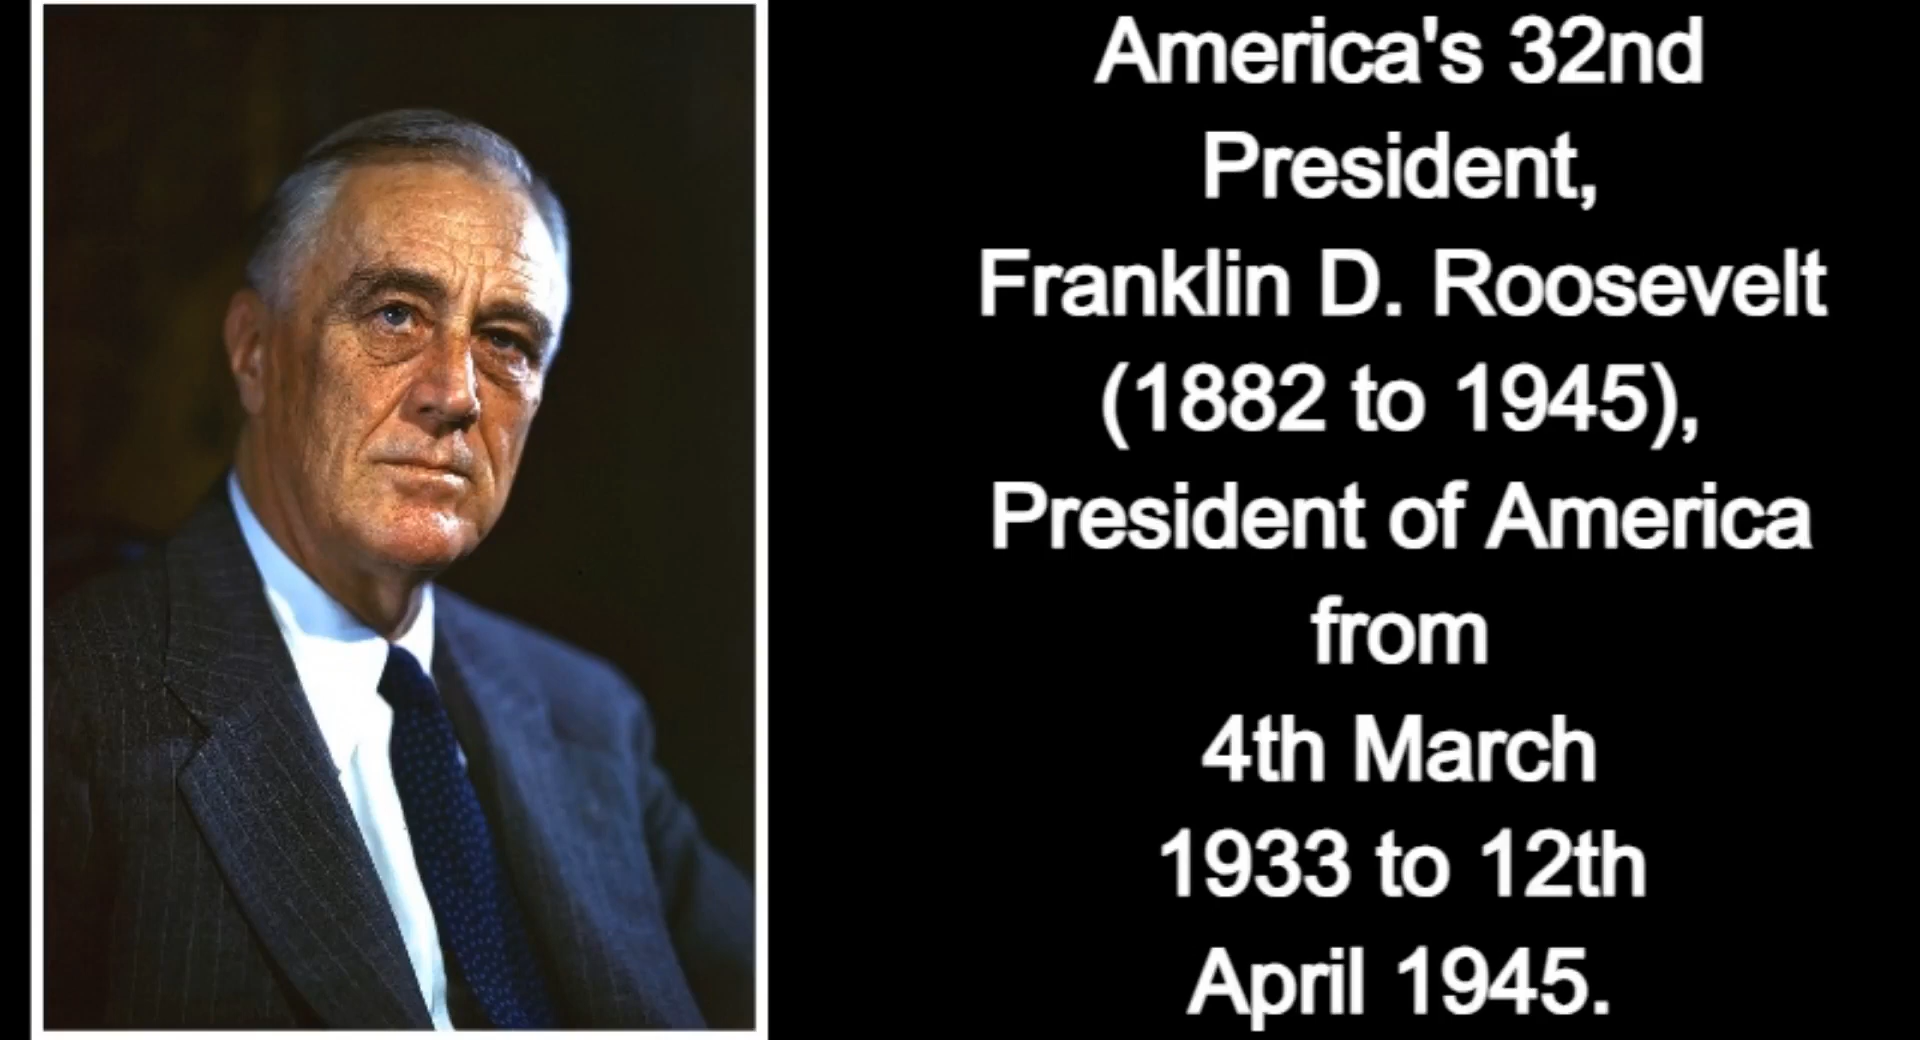 America's 32nd
President,
Franklin D. Roosevelt
(1882 to 1945),
President of America
from
4th March
1933 to 12th
April 1945.